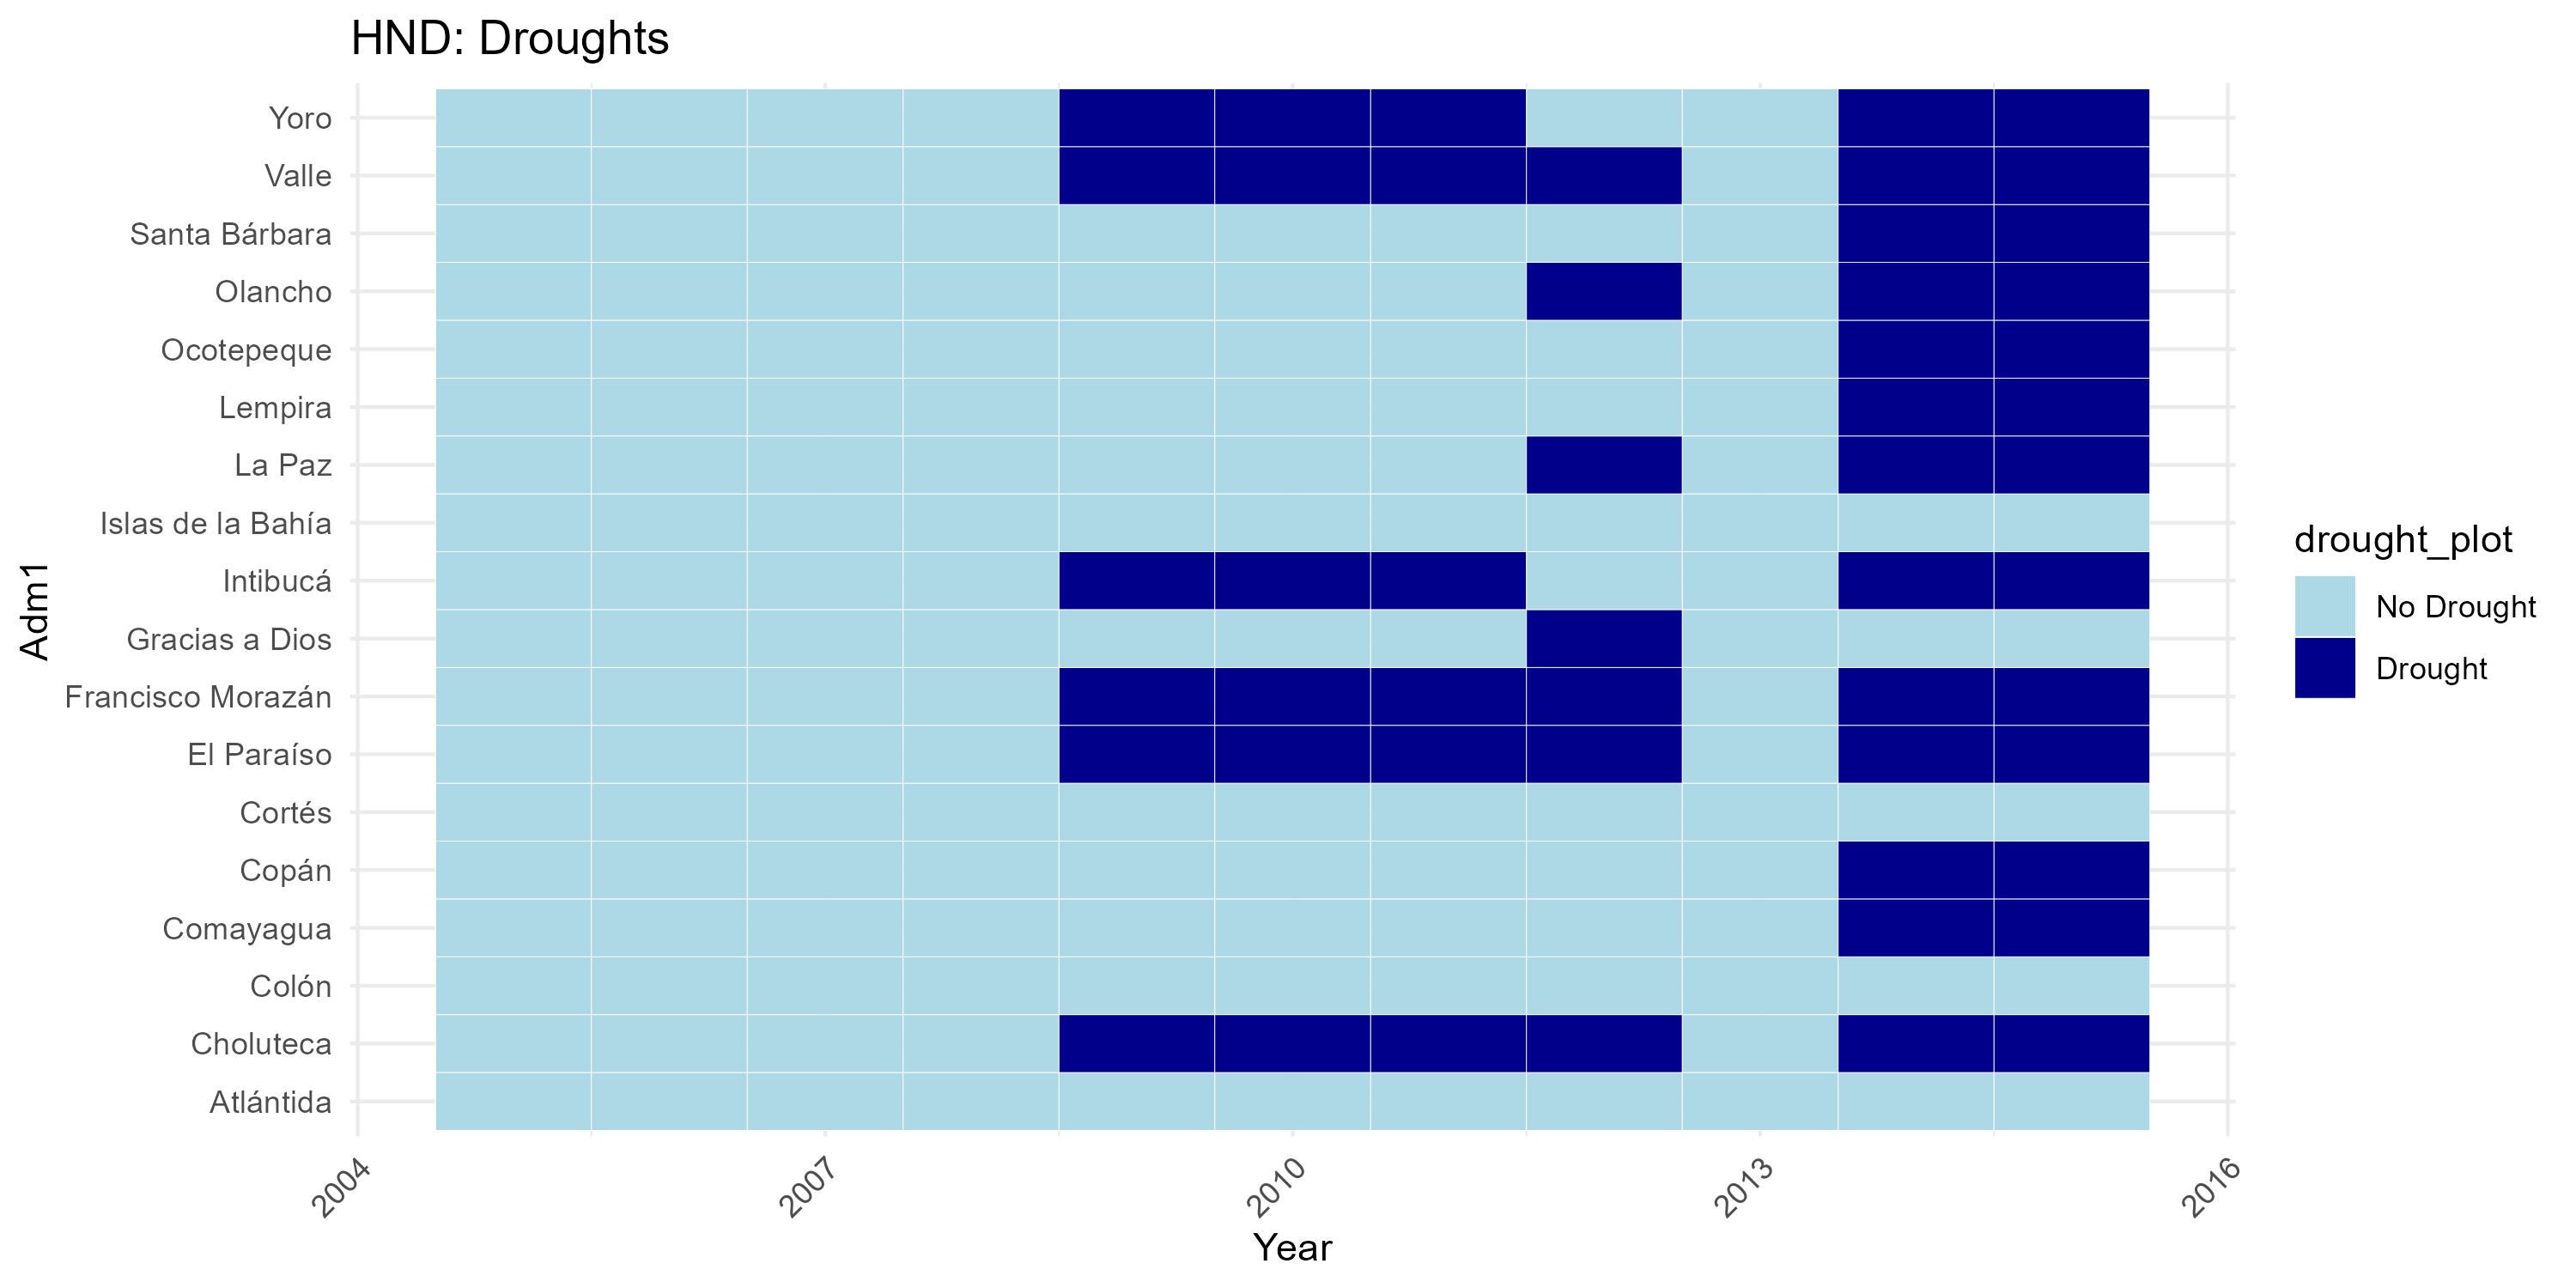 HND: Droughts
Yoro
Valle
Santa Bárbara
Olancho
Ocotepeque
Lempira
La Paz
Islas de la Bahía
Intibucá
Gracias a Dios
Francisco Morazán
El Paraíso
Cortés
Copán
Comayagua
Colón
Choluteca
Atlántida
Adm1
2004
2007
2010
2013
2016
Year
drought_plot
No Drought
Drought